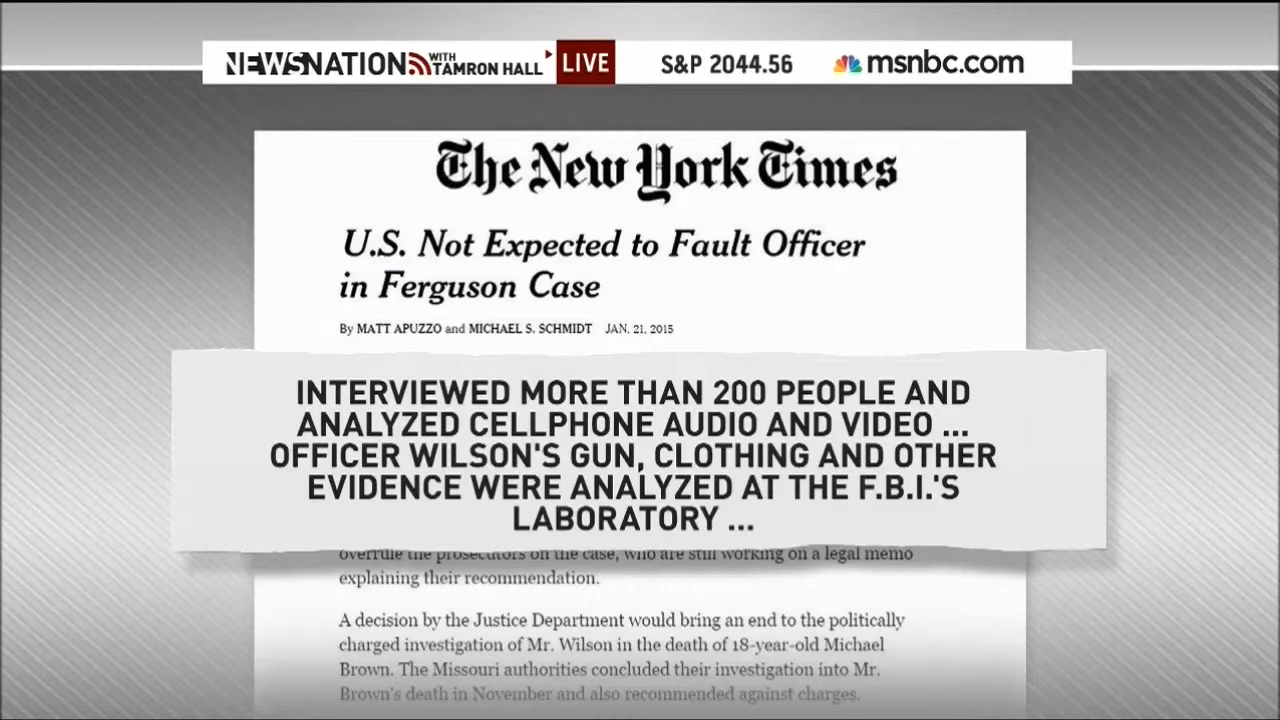 NEWSNATION WITH TAMRON HALL LIVE S&P 2044.56 msnbc.com
The New York Times
U.S. Not Expected to Fault Officer
in Ferguson Case
By MATT APUZZO and MICHAEL S. SCHMIDT JAN. 21, 2015
INTERVIEWED MORE THAN 200 PEOPLE AND
ANALYZED CELLPHONE AUDIO AND VIDEO ...
OFFICER WILSON'S GUN, CLOTHING AND OTHER
EVIDENCE WERE ANALYZED AT THE F.B.I.'S
LABORATORY ...
overrule the prosecutors on the case, who are still working on a legal memo
explaining their recommendation.
A decision by the Justice Department would bring an end to the politically
charged investigation of Mr. Wilson in the death of 18-year-old Michael
Brown. The Missouri authorities concluded their investigation into Mr.
Brown's death in November and also recommended against charges.